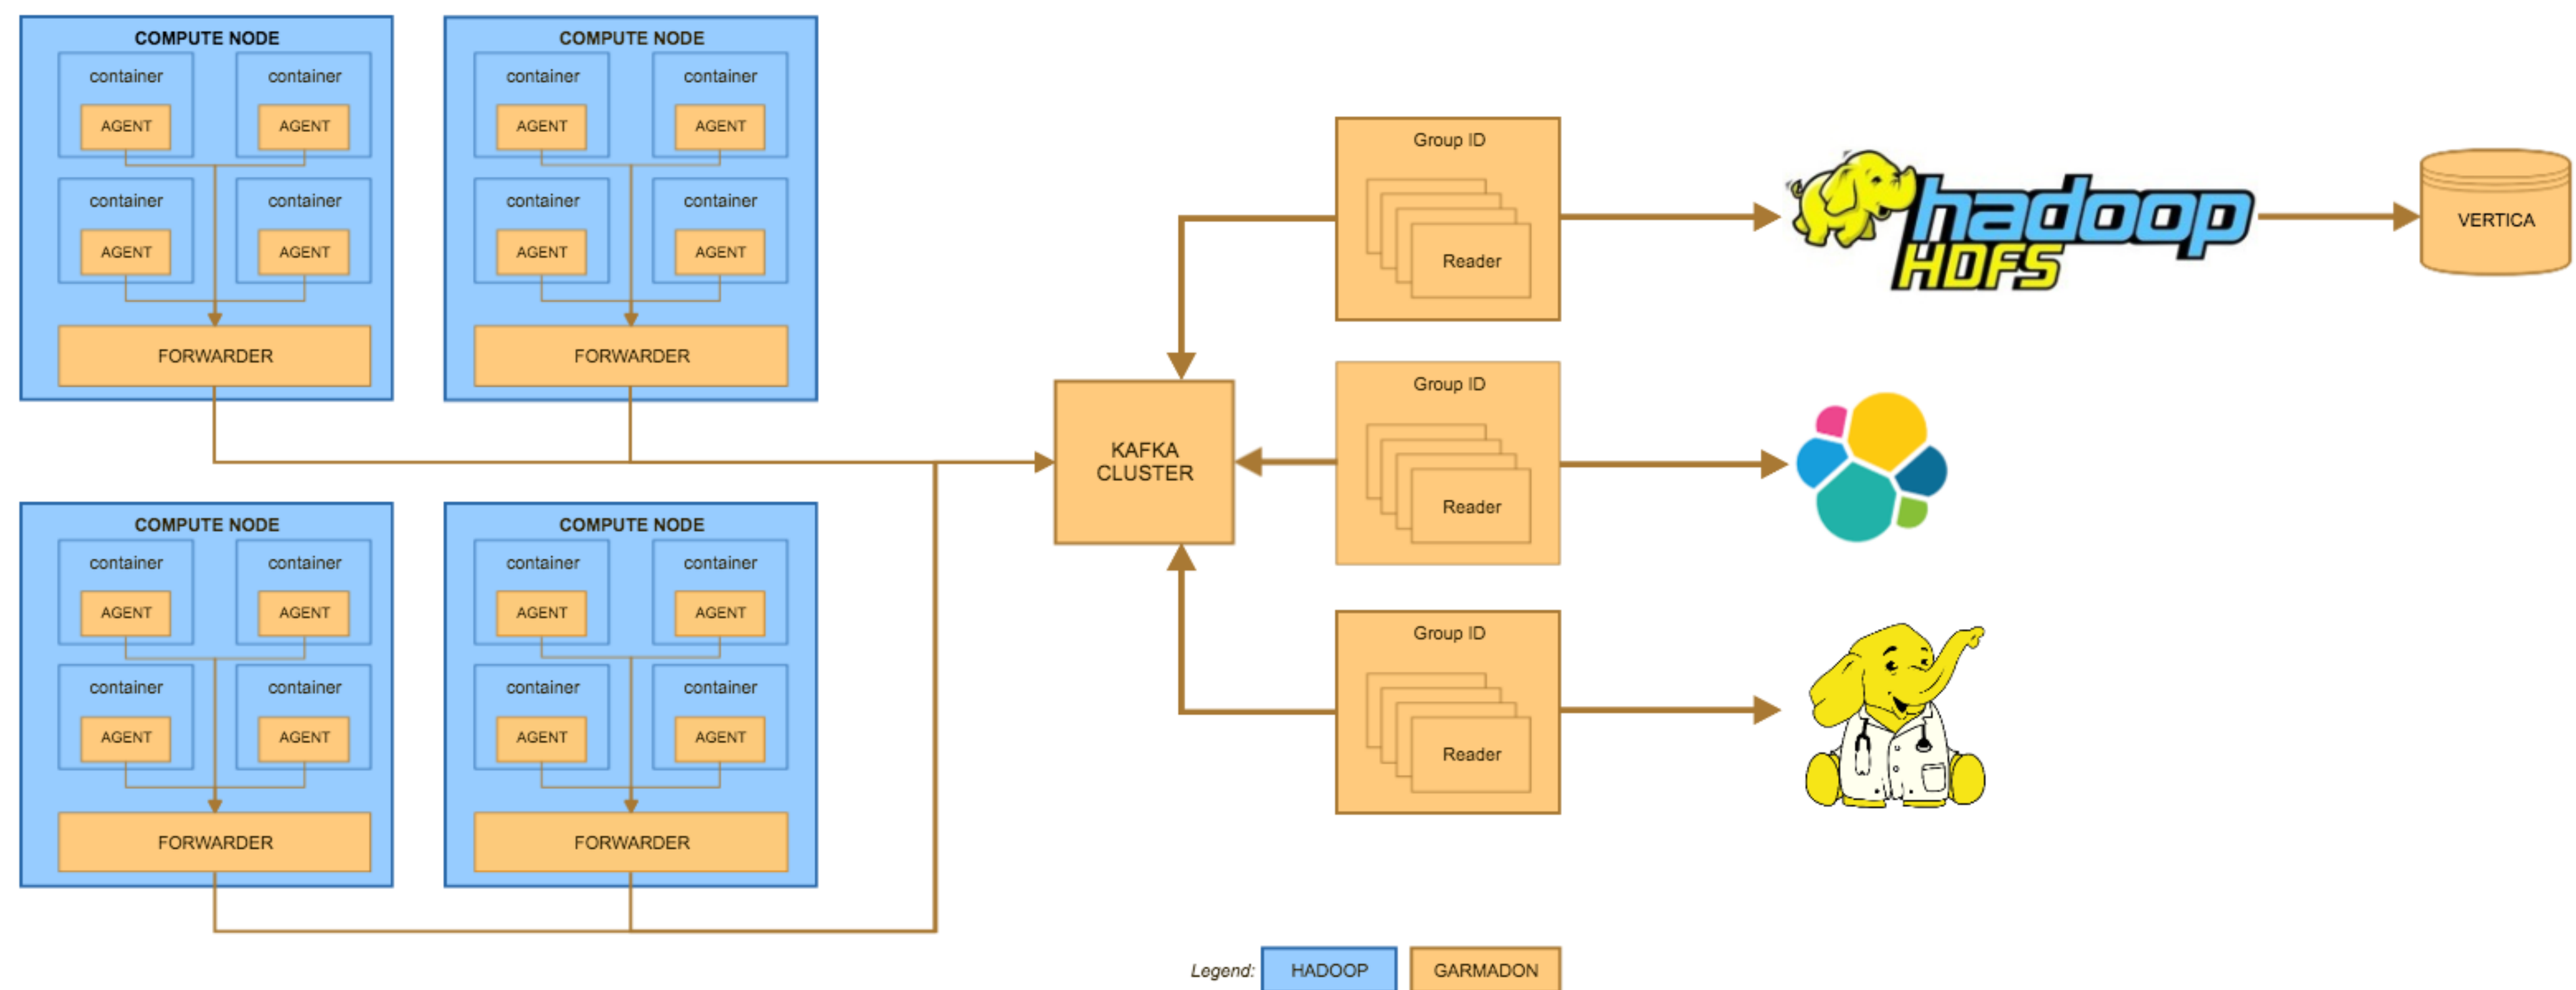 COMPUTE NODE
container
container
AGENT
AGENT
container
container
AGENT
AGENT
FORWARDER
COMPUTE NODE
container
container
AGENT
AGENT
container
container
AGENT
AGENT
FORWARDER
COMPUTE NODE
container
container
AGENT
AGENT
container
container
AGENT
AGENT
FORWARDER
COMPUTE NODE
container
container
AGENT
AGENT
container
container
AGENT
AGENT
FORWARDER
KAFKA
CLUSTER
Group ID
Reader
hadoop
HDFS
VERTICA
Group ID
Reader
Group ID
Reader
Legend:
HADOOP
GARMADON